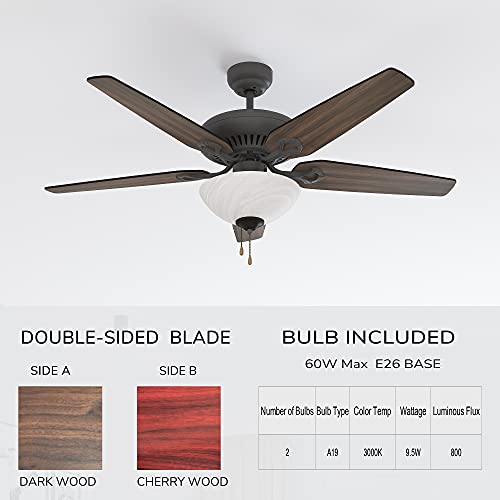 DOUBLE-SIDED BLADE
SIDE A
SIDE B
DARK WOOD
CHERRY WOOD
BULB INCLUDED
60W Max E26 BASE
Number of Bulbs Bulb Type Color Temp Wattage Luminous Flux
2 A19 3000K 9.5W 800